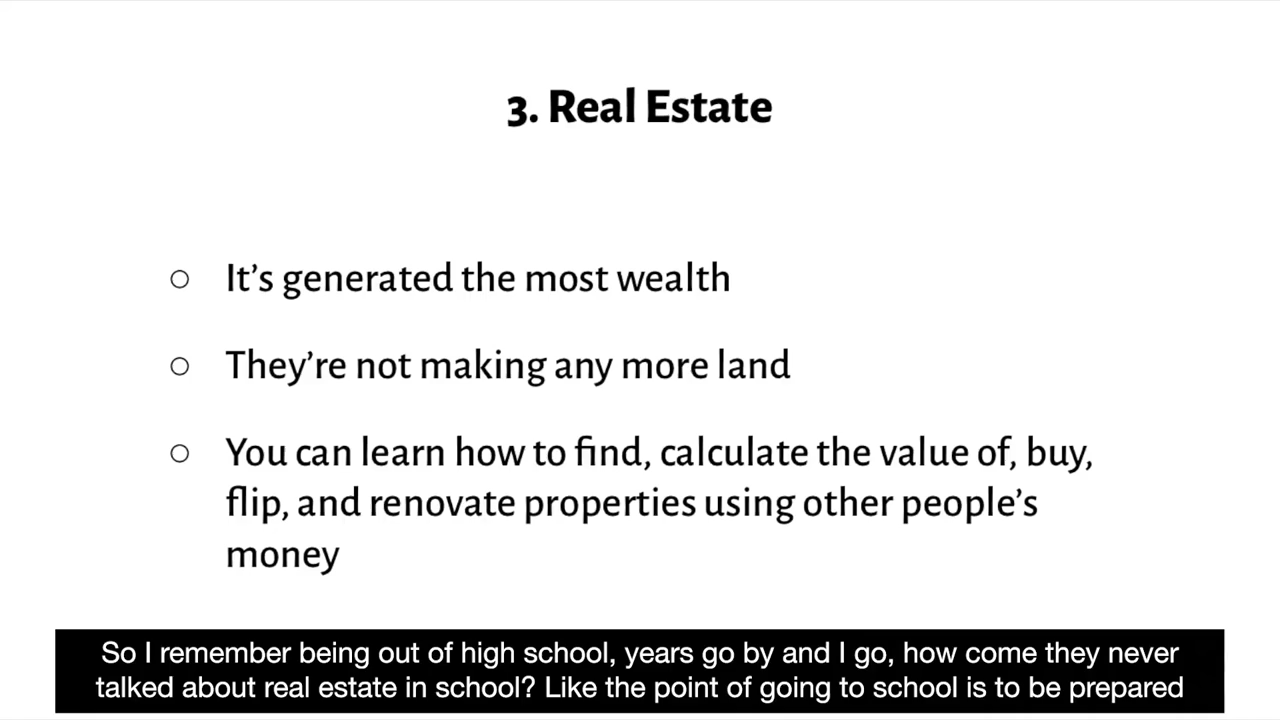 3. Real Estate
○ It's generated the most wealth
○ They're not making any more land
○ You can learn how to find, calculate the value of, buy,
flip, and renovate properties using other people's
money
So I remember being out of high school, years go by and I go, how come they never
talked about real estate in school? Like the point of going to school is to be prepared